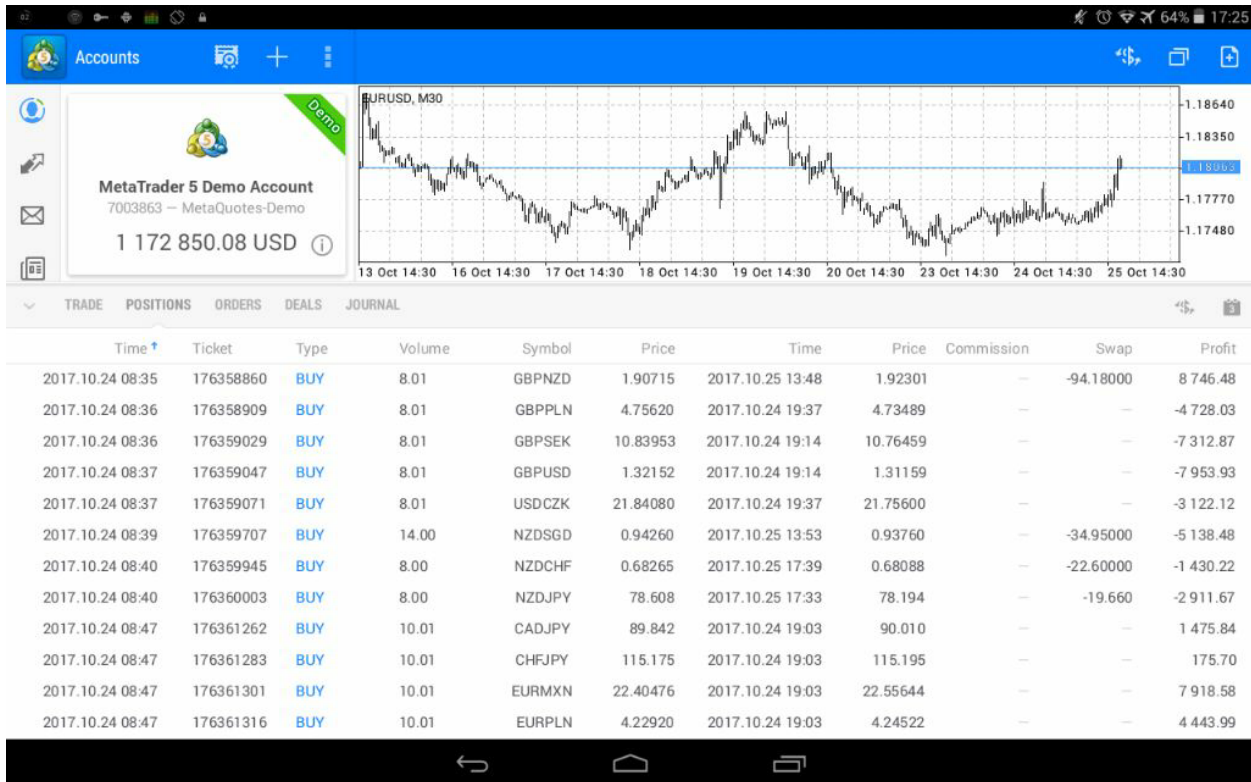 64% 17:25
Accounts
EURUSD, M30
1.18640
1.18350
1.18063
1.17770
1.17480
13 Oct 14:30 16 Oct 14:30 17 Oct 14:30 18 Oct 14:30 19 Oct 14:30 20 Oct 14:30 23 Oct 14:30 24 Oct 14:30 25 Oct 14:30
Demo
MetaTrader 5 Demo Account
7003863 — MetaQuotes-Demo
1 172 850.08 USD
TRADE POSITIONS ORDERS DEALS JOURNAL
Time Ticket Type Volume Symbol Price Time Price Commission Swap Profit
2017.10.24 08:35 176358860 BUY 8.01 GBPNZD 1.90715 2017.10.25 13:48 1.92301 — -94.18000 8 746.48
2017.10.24 08:36 176358909 BUY 8.01 GBPPLN 4.75620 2017.10.24 19:37 4.73489 — — -4 728.03
2017.10.24 08:36 176359029 BUY 8.01 GBPSEK 10.83953 2017.10.24 19:14 10.76459 — — -7 312.87
2017.10.24 08:37 176359047 BUY 8.01 GBPUSD 1.32152 2017.10.24 19:14 1.31159 — — -7 953.93
2017.10.24 08:37 176359071 BUY 8.01 USDCZK 21.84080 2017.10.24 19:37 21.75600 — — -3 122.12
2017.10.24 08:39 176359707 BUY 14.00 NZDSGD 0.94260 2017.10.25 13:53 0.93760 — -34.95000 -5 138.48
2017.10.24 08:40 176359945 BUY 8.00 NZDCHF 0.68265 2017.10.25 17:39 0.68088 — -22.60000 -1 430.22
2017.10.24 08:40 176360003 BUY 8.00 NZDJPY 78.608 2017.10.25 17:33 78.194 — -19.660 -2 911.67
2017.10.24 08:47 176361262 BUY 10.01 CADJPY 89.842 2017.10.24 19:03 90.010 — — 1 475.84
2017.10.24 08:47 176361283 BUY 10.01 CHFJPY 115.175 2017.10.24 19:03 115.195 — — 175.70
2017.10.24 08:47 176361301 BUY 10.01 EURMXN 22.40476 2017.10.24 19:03 22.55644 — — 7 918.58
2017.10.24 08:47 176361316 BUY 10.01 EURPLN 4.22920 2017.10.24 19:03 4.24522 — — 4 443.99